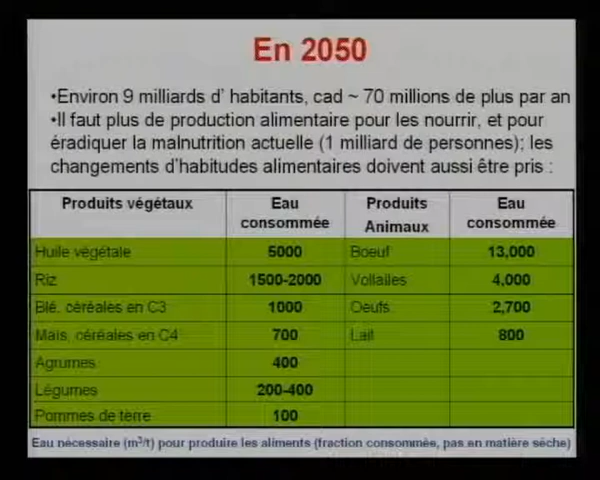 En 2050
•Environ 9 milliards d' habitants, cad ~ 70 millions de plus par an
•Il faut plus de production alimentaire pour les nourrir, et pour
éradiquer la malnutrition actuelle (1 milliard de personnes); les
changements d'habitudes alimentaires doivent aussi être pris :
Produits végétaux Eau consommée Produits Animaux Eau consommée
Huile végétale 5000 Boeuf 13,000
Riz 1500-2000 Volailles 4,000
Blé, céréales en C3 1000 Oeufs 2,700
Maïs, céréales en C4 700 Lait 800
Agrumes 400
Légumes 200-400
Pommes de terre 100
Eau nécessaire (m³/t) pour produire les aliments (fraction consommée, pas en matière sèche)